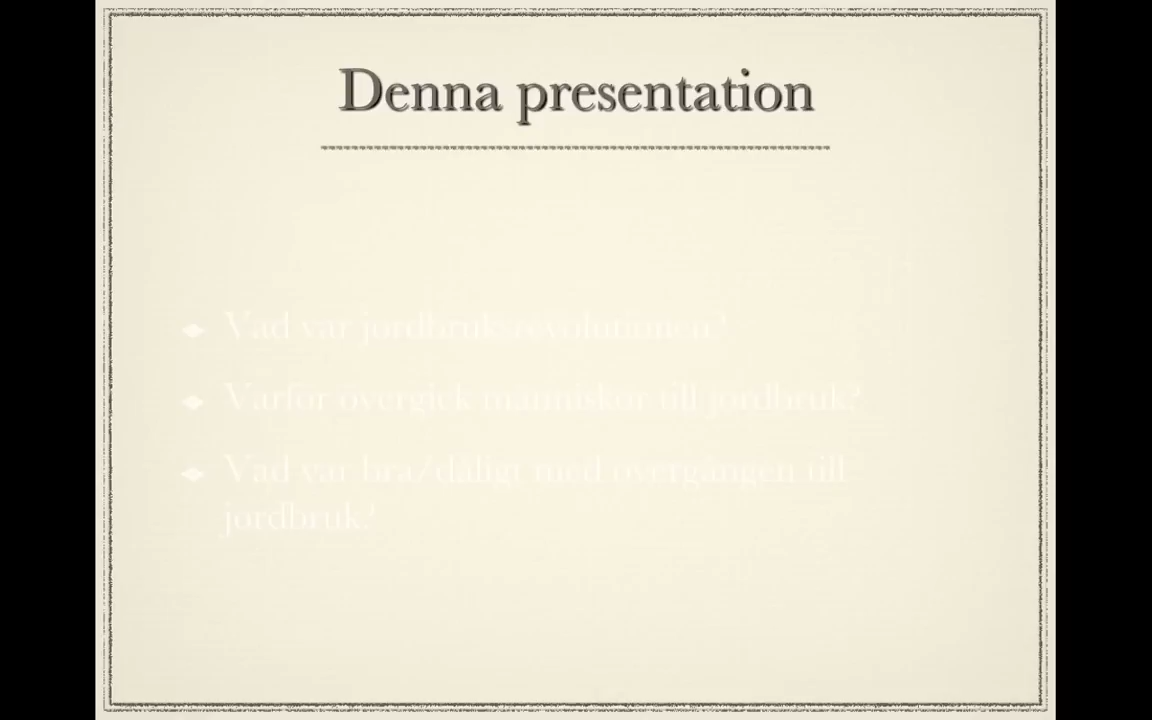 Denna presentation
Vad var jordbruksrevolutionen?
Varför övergick människor till jordbruk?
Vad var bra/dåligt med övergången till
jordbruk?